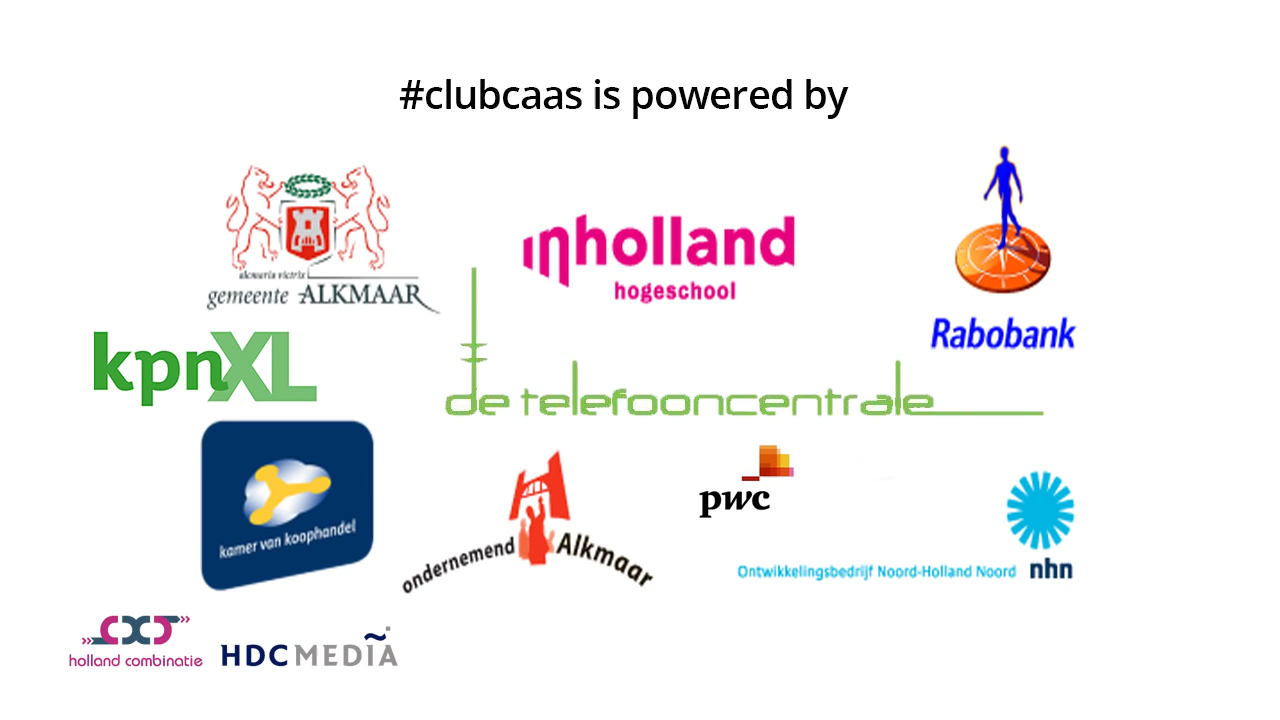 #clubcaas is powered by
alcmaria victrix
gemeente ALKMAAR
inholland
hogeschool
Rabobank
kpnXL
de telefooncentrale
kamer van koophandel
ondernemend Alkmaar
pwc
Ontwikkelingsbedrijf Noord-Holland Noord nhn
holland combinatie
HDC MEDIA